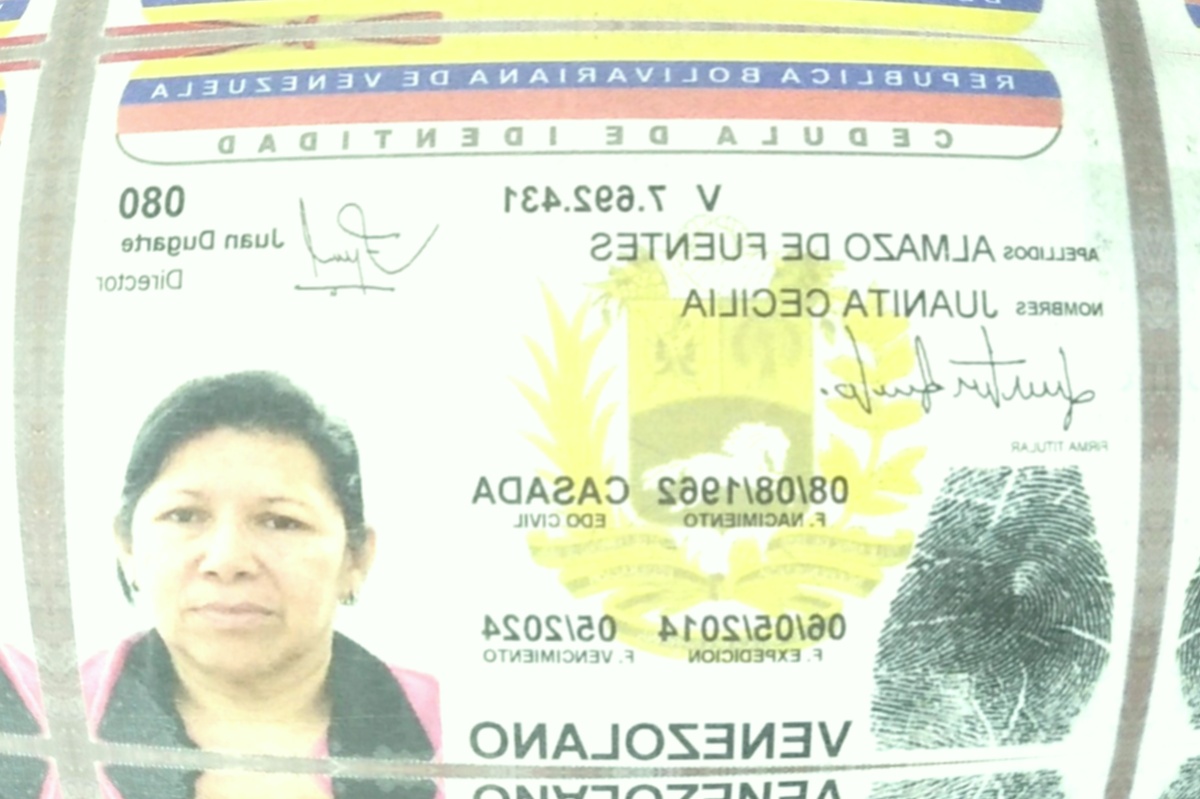 REPUBLICA BOLIVARIANA DE VENEZUELA
CEDULA DE IDENTIDAD
V 7.692.431
080
Juan Dugarte
Director
APELLIDOS ALMAZO DE FUENTES
NOMBRES JUANITA CECILIA
FIRMA TITULAR
08/08/1962 CASADA
F. NACIMIENTO EDO CIVIL
06/05/2014 05/2024
F. EXPEDICION F. VENCIMIENTO
VENEZOLANO